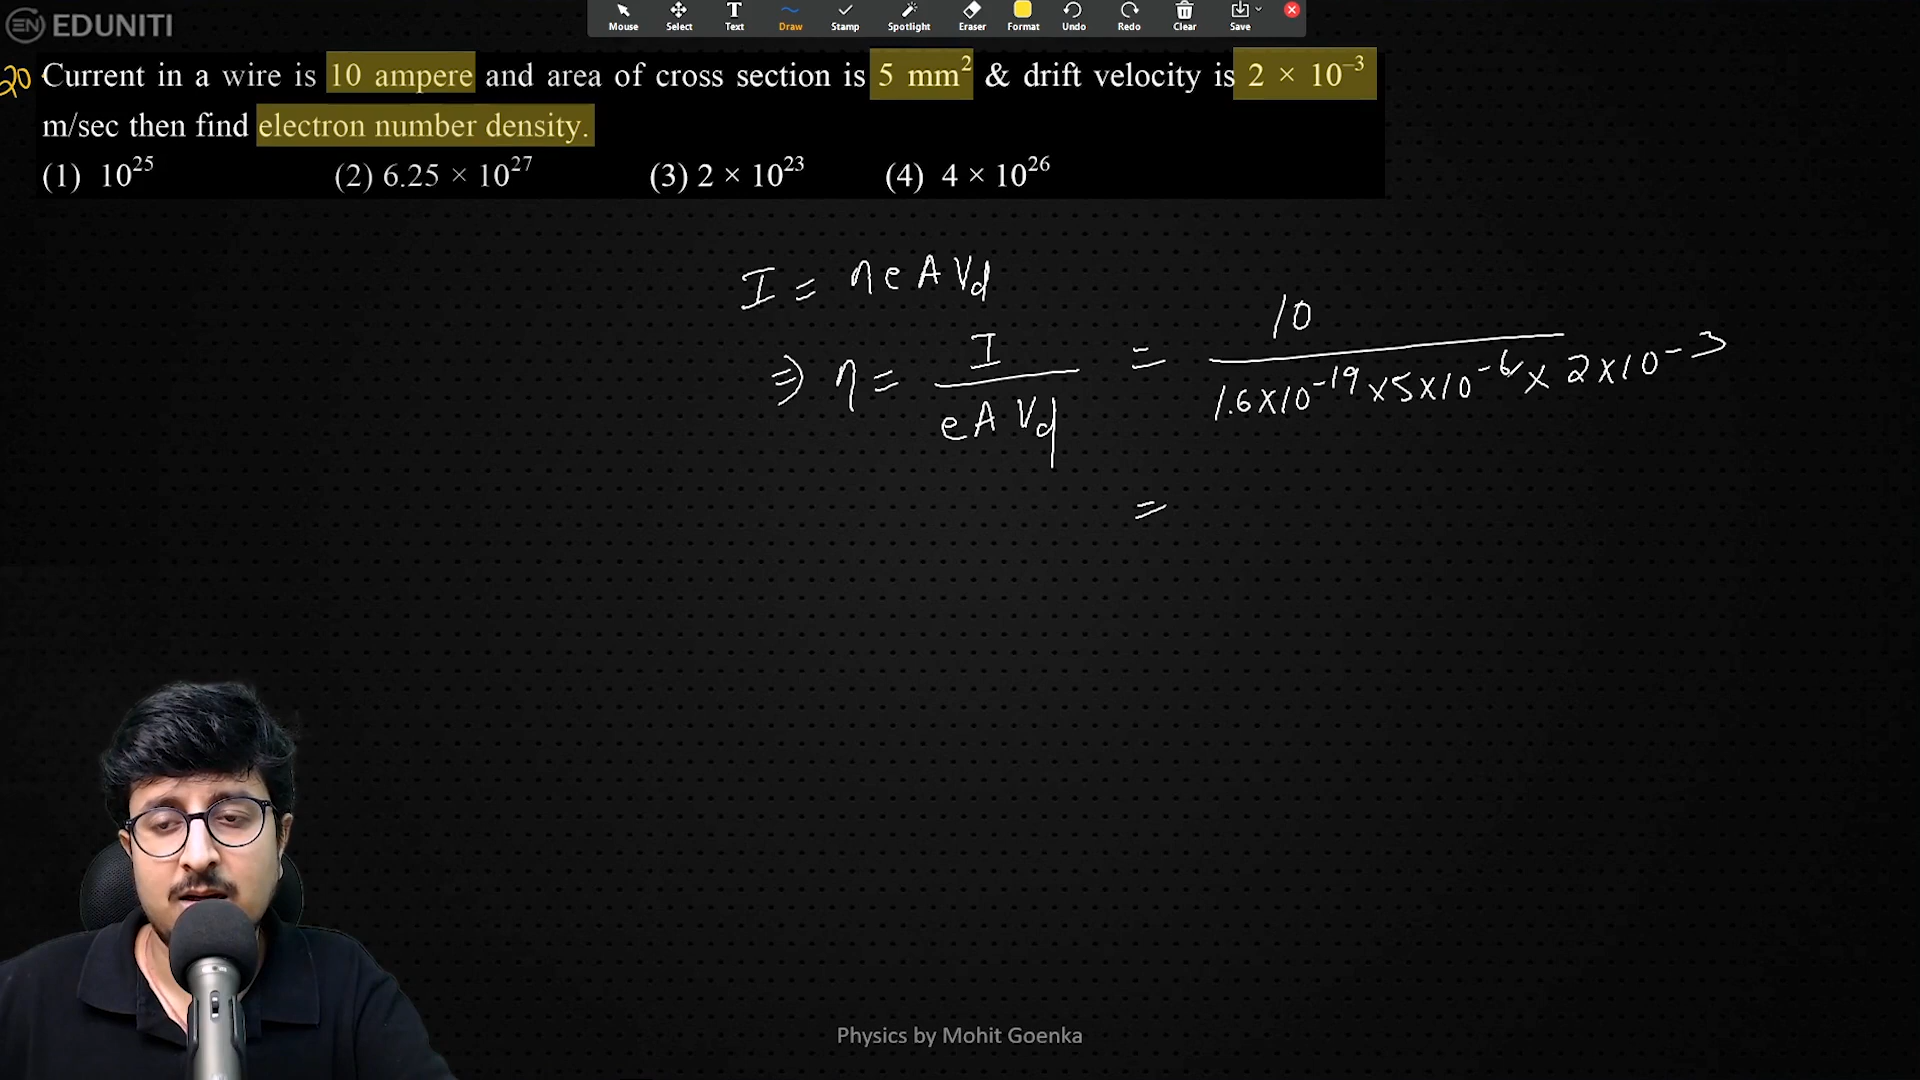 EN EDUNITI
Mouse Select Text Draw Stamp Spotlight Eraser Format Undo Redo Clear Save
20 Current in a wire is 10 ampere and area of cross section is 5 mm² & drift velocity is 2 × 10⁻³
m/sec then find electron number density.
(1) 10²⁵ (2) 6.25 × 10²⁷ (3) 2 × 10²³ (4) 4 × 10²⁶
I = neAVd
⇒ n = I / eAVd = 10 / 1.6×10⁻¹⁹×5×10⁻⁶×2×10⁻³
=
Physics by Mohit Goenka